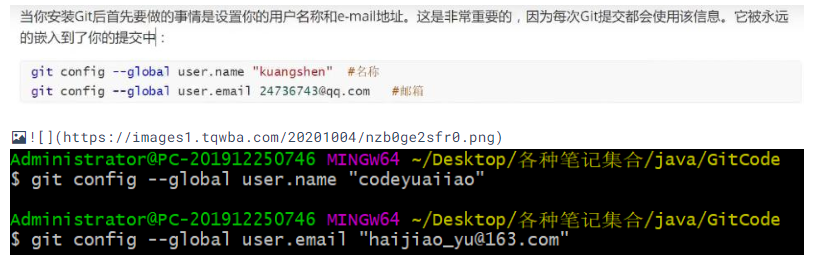 当你安装Git后首先要做的事情是设置你的用户名称和e-mail地址。这是非常重要的，因为每次Git提交都会使用该信息。它被永远
的嵌入到了你的提交中：
git config --global user.name "kuangshen"  #名称
git config --global user.email 24736743@qq.com   #邮箱
![](https://images1.tqwba.com/20201004/nzb0ge2sfr0.png)
Administrator@PC-201912250746 MINGW64 ~/Desktop/各种笔记集合/java/GitCode
$ git config --global user.name "codeyuaiiao"
Administrator@PC-201912250746 MINGW64 ~/Desktop/各种笔记集合/java/GitCode
$ git config --global user.email "haijiao_yu@163.com"